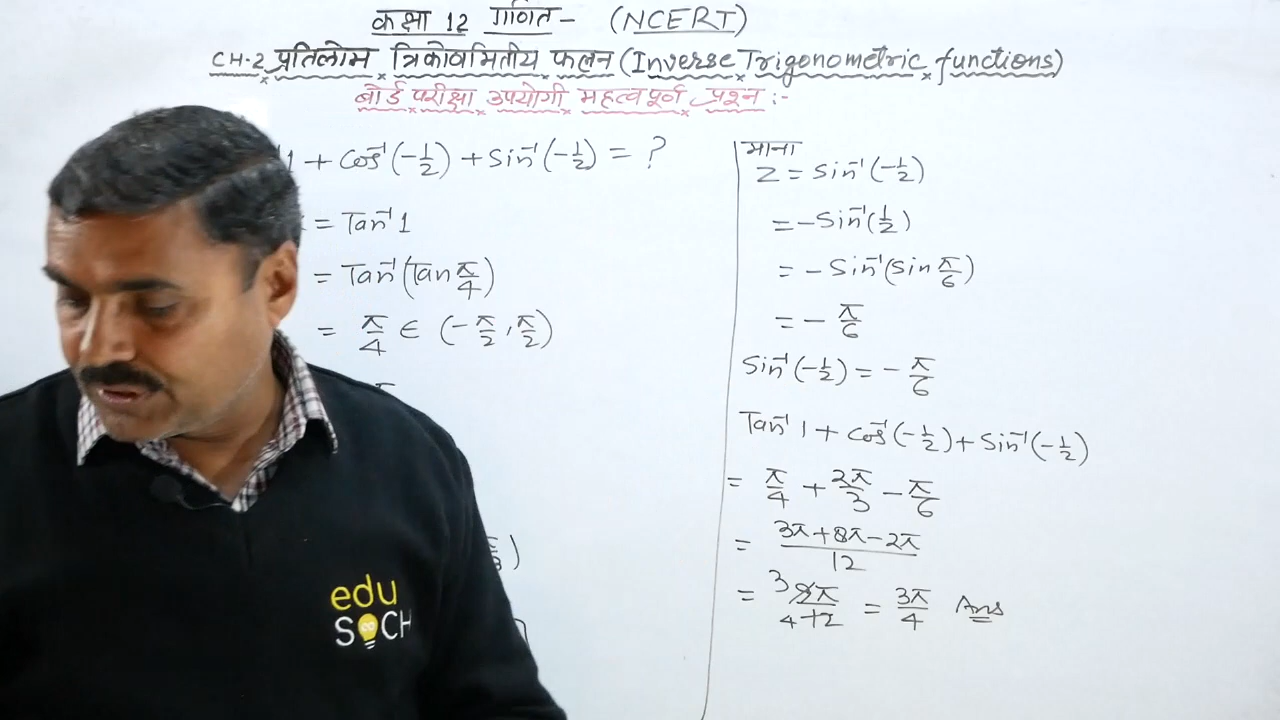 कक्षा 12 गणित - (NCERT)
CH-2 प्रतिलोम त्रिकोणमितीय फलन (Inverse Trigonometric functions)
बोर्ड परीक्षा उपयोगी महत्वपूर्ण प्रश्न :-
1 + Cos⁻¹(-1/2) + Sin⁻¹(-1/2) = ?
= Tan⁻¹ 1
= Tan⁻¹(Tan π/4)
= π/4 ∈ (-π/2, π/2)
माना
Z = Sin⁻¹(-1/2)
= -Sin⁻¹(1/2)
= -Sin⁻¹(Sin π/6)
= - π/6
Sin⁻¹(-1/2) = - π/6
Tan⁻¹ 1 + Cos⁻¹(-1/2) + Sin⁻¹(-1/2)
= π/4 + 2π/3 - π/6
= (3π + 8π - 2π)/12
= 3 9π/4 12 = 3π/4 Ans
edu
SOCH